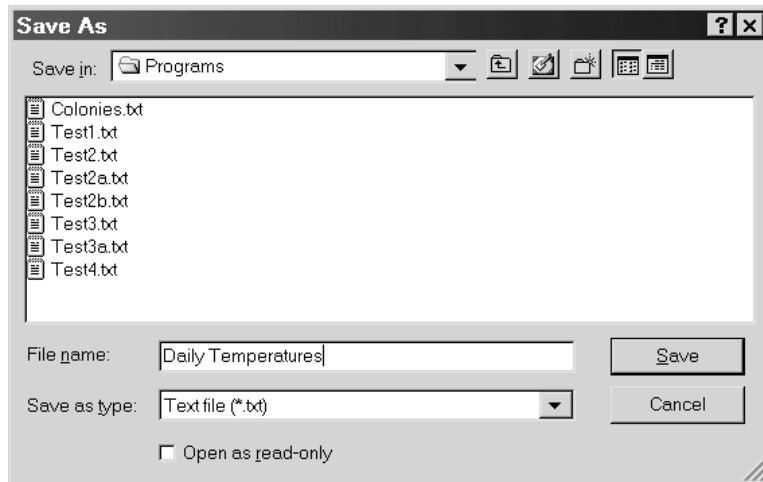 Save As
Save in: Programs
Colonies.txt
Test1.txt
Test2.txt
Test2a.txt
Test2b.txt
Test3.txt
Test3a.txt
Test4.txt
File name: Daily Temperatures Save
Save as type: Text file (*.txt) Cancel
Open as read-only